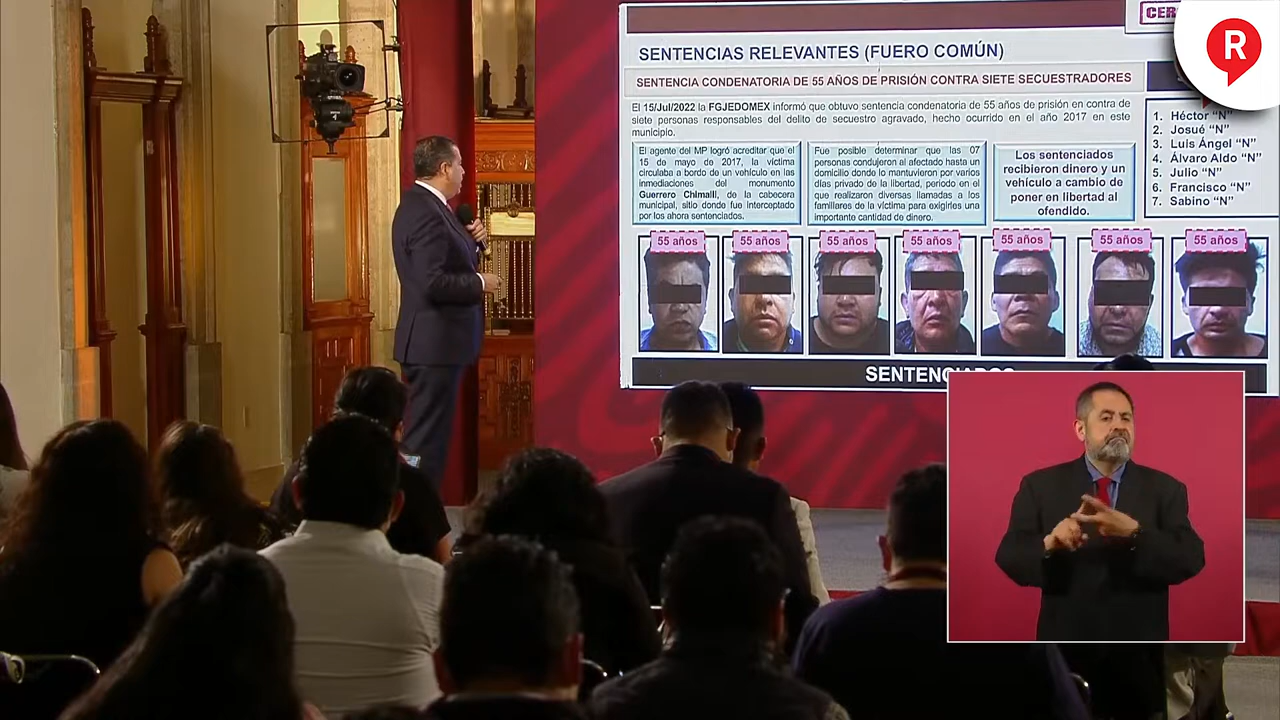 CER
R
SENTENCIAS RELEVANTES (FUERO COMÚN)
SENTENCIA CONDENATORIA DE 55 AÑOS DE PRISIÓN CONTRA SIETE SECUESTRADORES
El 15/Jul/2022 la FGJEDOMEX informó que obtuvo sentencia condenatoria de 55 años de prisión en contra de
siete personas responsables del delito de secuestro agravado, hecho ocurrido en el año 2017 en este
municipio.
El agente del MP logró acreditar que el
15 de mayo de 2017, la víctima
circulaba a bordo de un vehículo en las
inmediaciones del monumento
Guerrero Chimalli, de la cabecera
municipal, sitio donde fue interceptado
por los ahora sentenciados.
Fue posible determinar que las 07
personas condujeron al afectado hasta un
domicilio donde lo mantuvieron por varios
días privado de la libertad, periodo en el
que realizaron diversas llamadas a los
familiares de la víctima para exigirles una
importante cantidad de dinero.
Los sentenciados
recibieron dinero y un
vehículo a cambio de
poner en libertad al
ofendido.
1. Héctor “N”
2. Josué “N”
3. Luis Ángel “N”
4. Álvaro Aldo “N”
5. Julio “N”
6. Francisco “N”
7. Sabino “N”
55 años
55 años
55 años
55 años
55 años
55 años
55 años
SENTENCIADOS